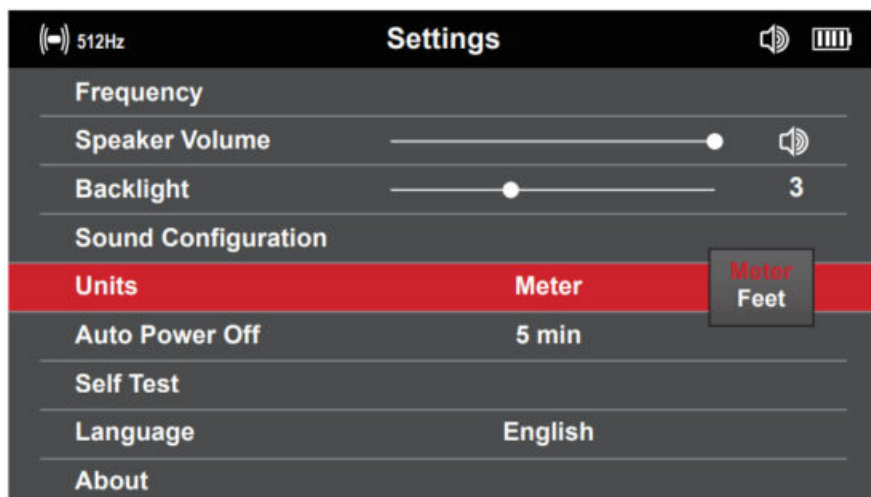 512Hz Settings
Frequency
Speaker Volume
Backlight 3
Sound Configuration
Units Meter Meter
Feet
Auto Power Off 5 min
Self Test
Language English
About